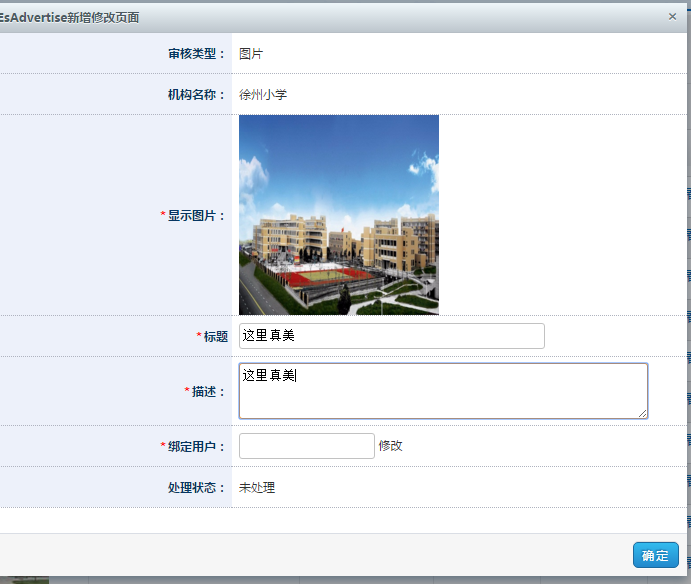 EsAdvertise新增修改页面
审核类型： 图片
机构名称： 徐州小学
*显示图片：
*标题 这里真美
*描述： 这里真美
*绑定用户： 修改
处理状态： 未处理
确定